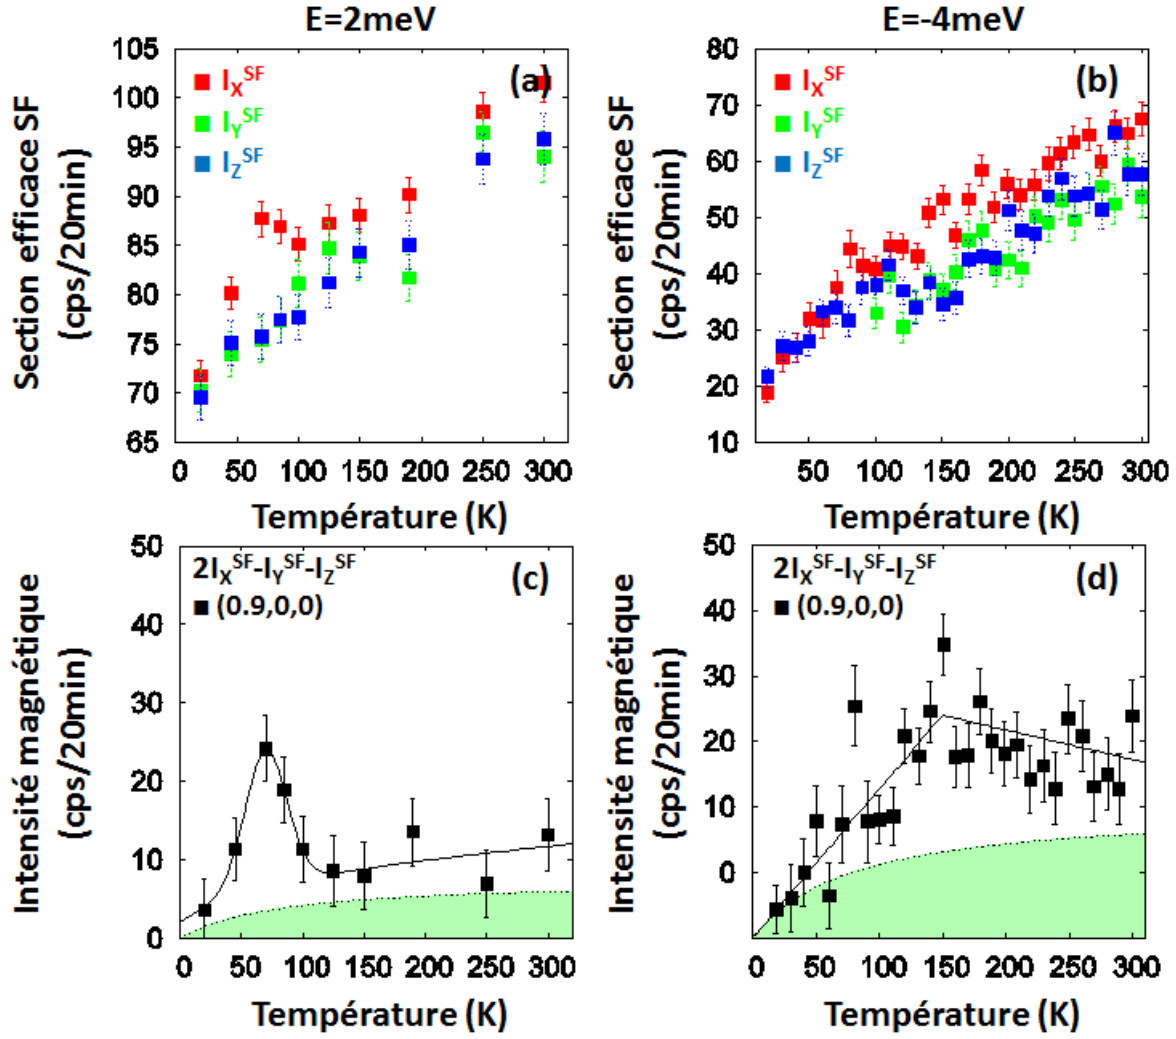 E=2meV
E=-4meV
Section efficace SF
(cps/20min)
105
100
95
90
85
80
75
70
65
I_X^SF
I_Y^SF
I_Z^SF
(a)
0 50 100 150 200 250 300
Température (K)
Section efficace SF
(cps/20min)
80
70
60
50
40
30
20
10
I_X^SF
I_Y^SF
I_Z^SF
(b)
50 100 150 200 250 300
Température (K)
Intensité magnétique
(cps/20min)
50
40
30
20
10
0
2I_X^SF-I_Y^SF-I_Z^SF
(0.9,0,0)
(c)
0 50 100 150 200 250 300
Température (K)
Intensité magnétique
(cps/20min)
50
40
30
20
10
0
2I_X^SF-I_Y^SF-I_Z^SF
(0.9,0,0)
(d)
0 50 100 150 200 250 300
Température (K)